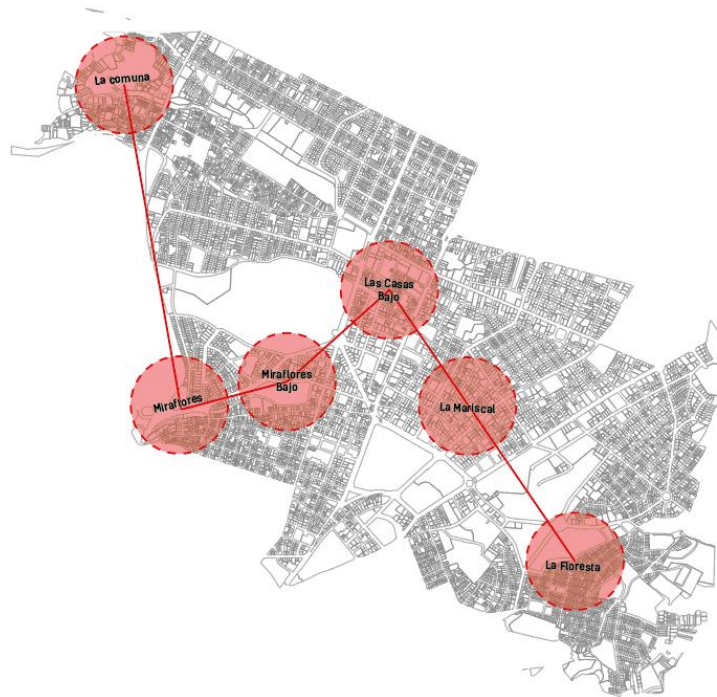 La comuna
Las Casas
Bajo
Miraflores
Bajo
Miraflores
La Mariscal
La Floresta